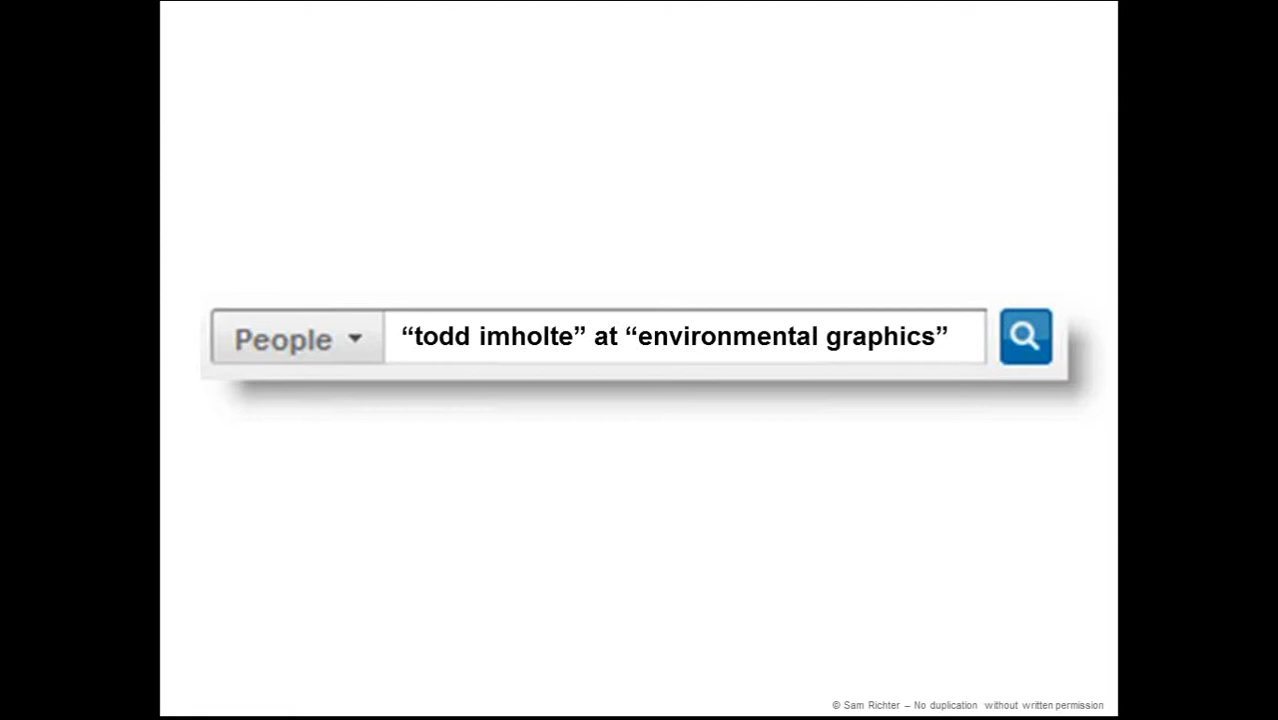 People “todd imholte” at “environmental graphics”
© Sam Richter – No duplication without written permission